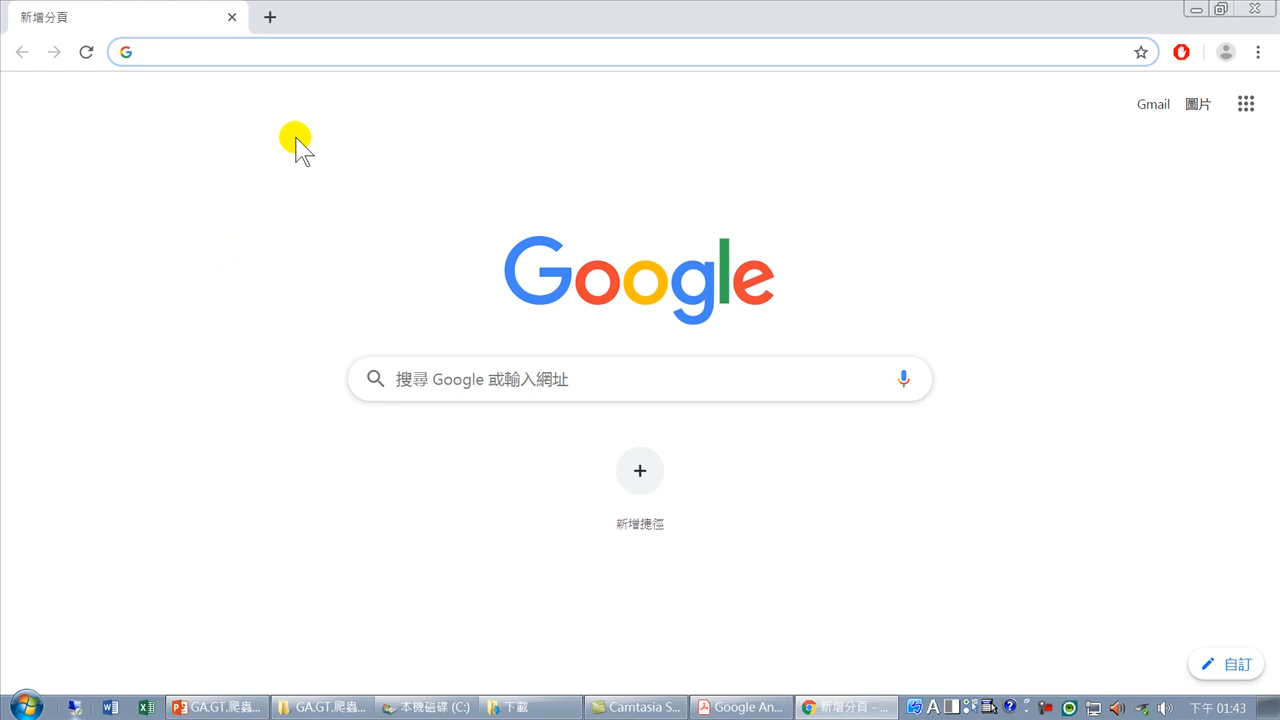 新增分頁
Gmail 圖片
Google
搜尋 Google 或輸入網址
新增捷徑
自訂
GA.GT.爬蟲... GA.GT.爬蟲... 本機磁碟 (C:) 下載 Camtasia S... Google An... 新增分頁 - ... A 下午 01:43